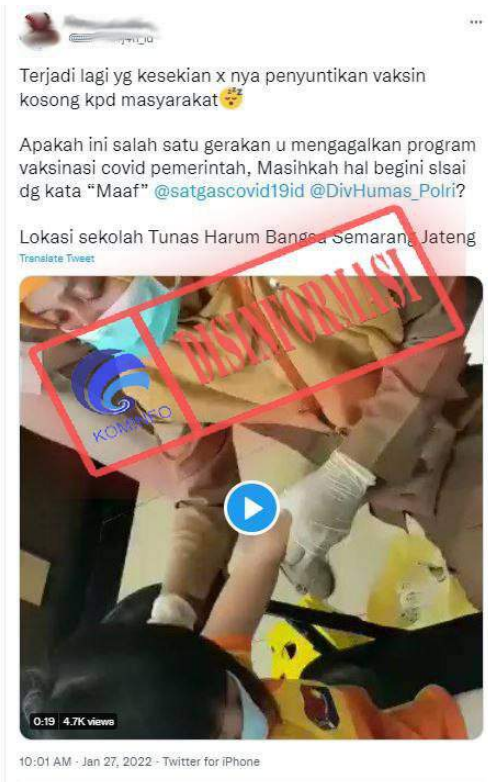 Terjadi lagi yg kesekian x nya penyuntikan vaksin
kosong kpd masyarakat
Apakah ini salah satu gerakan u mengagalkan program
vaksinasi covid pemerintah, Masihkah hal begini slsai
dg kata “Maaf” @satgascovid19id @DivHumas_Polri?
Lokasi sekolah Tunas Harum Bangsa Semarang Jateng
Translate Tweet
DISINFORMASI
KOMINFO
0:19 4.7K views
10:01 AM · Jan 27, 2022 · Twitter for iPhone